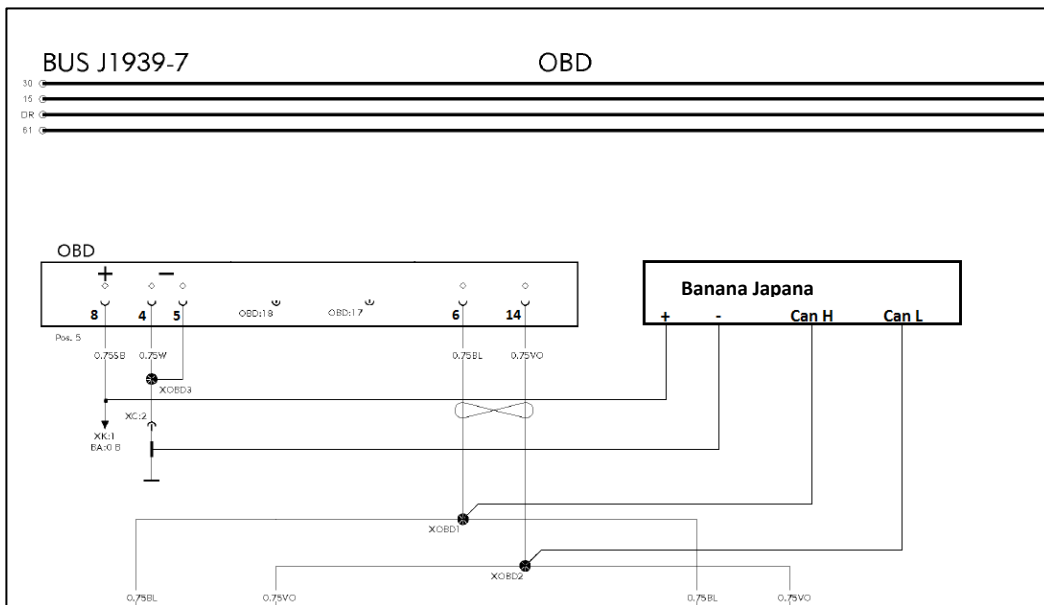 BUS J1939-7 OBD
30
15
DR
61
OBD
+ −
8 4 5 OBD:18 OBD:17 6 14
Pos. 5
0.75SB 0.75W 0.75BL 0.75VO
Banana Japana
+ - Can H Can L
XOBD3
XC:2
XK:1
BA:0 B
XOBD1
XOBD2
0.75BL 0.75VO 0.75BL 0.75VO